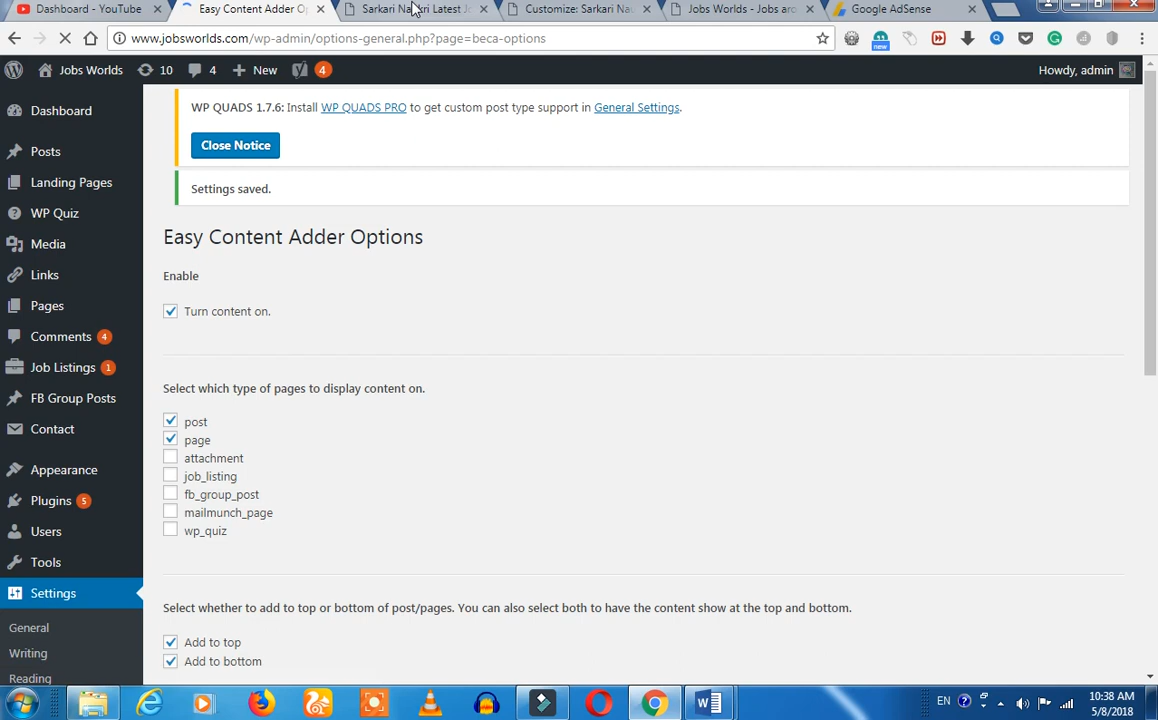 Dashboard - YouTube
Easy Content Adder O
Sarkari Naukri Latest Jo
Customize: Sarkari Nau
Jobs Worlds - Jobs aro
Google AdSense
www.jobsworlds.com/wp-admin/options-general.php?page=beca-options
new
Jobs Worlds
10
4
New
4
Howdy, admin
Dashboard
Posts
Landing Pages
WP Quiz
Media
Links
Pages
Comments 4
Job Listings 1
FB Group Posts
Contact
Appearance
Plugins 5
Users
Tools
Settings
General
Writing
Reading
WP QUADS 1.7.6: Install WP QUADS PRO to get custom post type support in General Settings.
Close Notice
Settings saved.
Easy Content Adder Options
Enable
Turn content on.
Select which type of pages to display content on.
post
page
attachment
job_listing
fb_group_post
mailmunch_page
wp_quiz
Select whether to add to top or bottom of post/pages. You can also select both to have the content show at the top and bottom.
Add to top
Add to bottom
EN
10:38 AM
5/8/2018